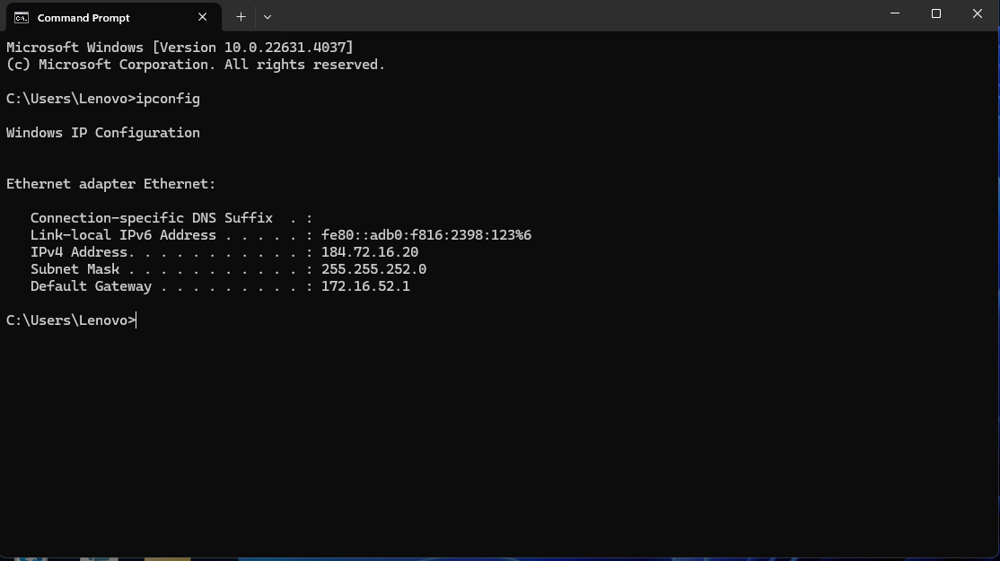 Command Prompt
Microsoft Windows [Version 10.0.22631.4037]
(c) Microsoft Corporation. All rights reserved.
C:\Users\Lenovo>ipconfig
Windows IP Configuration
Ethernet adapter Ethernet:
Connection-specific DNS Suffix  . :
Link-local IPv6 Address . . . . . : fe80::adb0:f816:2398:123%6
IPv4 Address. . . . . . . . . . . : 184.72.16.20
Subnet Mask . . . . . . . . . . . : 255.255.252.0
Default Gateway . . . . . . . . . : 172.16.52.1
C:\Users\Lenovo>